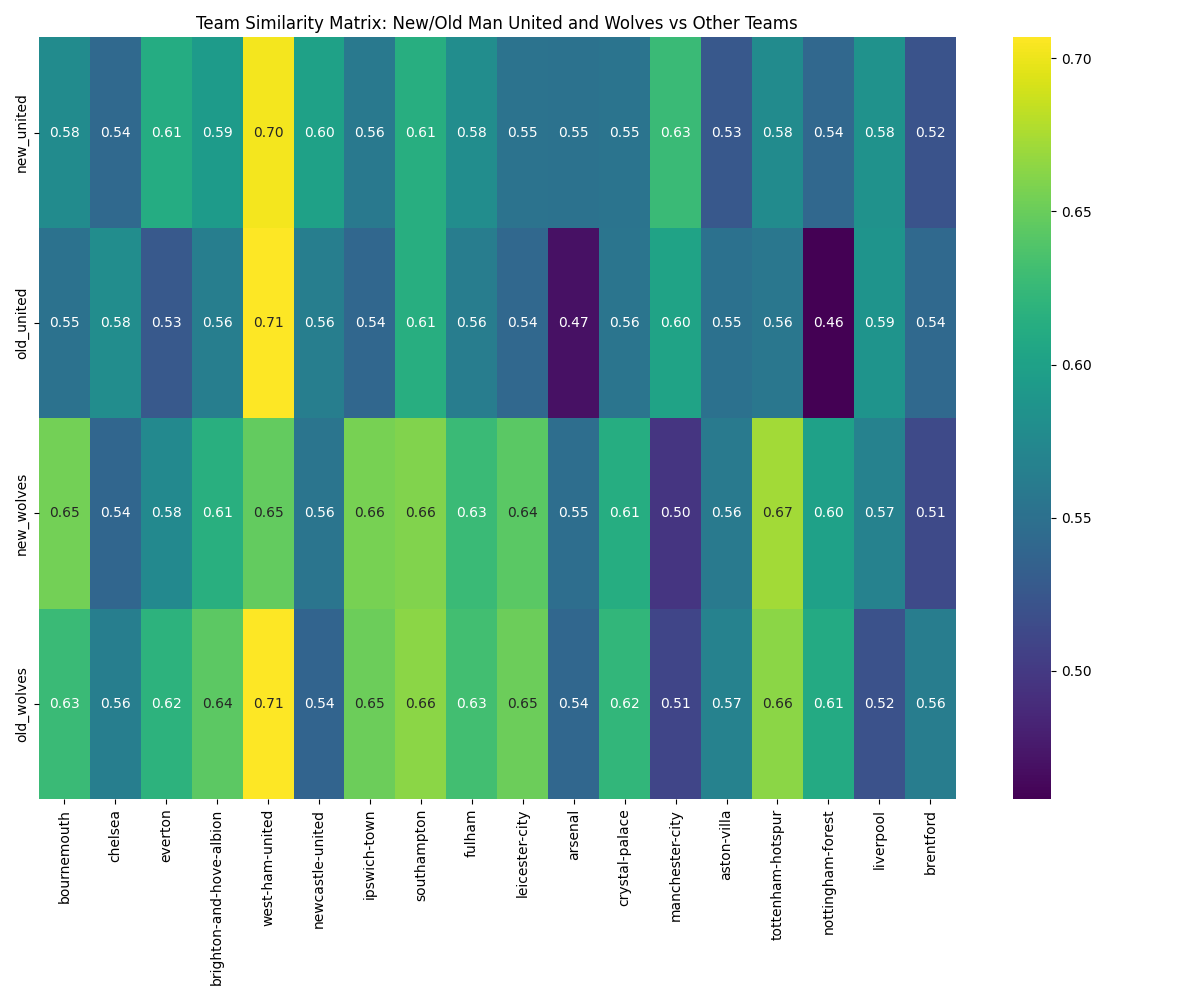 Team Similarity Matrix: New/Old Man United and Wolves vs Other Teams
new_united
0.58 0.54 0.61 0.59 0.70 0.60 0.56 0.61 0.58 0.55 0.55 0.55 0.63 0.53 0.58 0.54 0.58 0.52
old_united
0.55 0.58 0.53 0.56 0.71 0.56 0.54 0.61 0.56 0.54 0.47 0.56 0.60 0.55 0.56 0.46 0.59 0.54
new_wolves
0.65 0.54 0.58 0.61 0.65 0.56 0.66 0.66 0.63 0.64 0.55 0.61 0.50 0.56 0.67 0.60 0.57 0.51
old_wolves
0.63 0.56 0.62 0.64 0.71 0.54 0.65 0.66 0.63 0.65 0.54 0.62 0.51 0.57 0.66 0.61 0.52 0.56
bournemouth
chelsea
everton
brighton-and-hove-albion
west-ham-united
newcastle-united
ipswich-town
southampton
fulham
leicester-city
arsenal
crystal-palace
manchester-city
aston-villa
tottenham-hotspur
nottingham-forest
liverpool
brentford
0.70
0.65
0.60
0.55
0.50